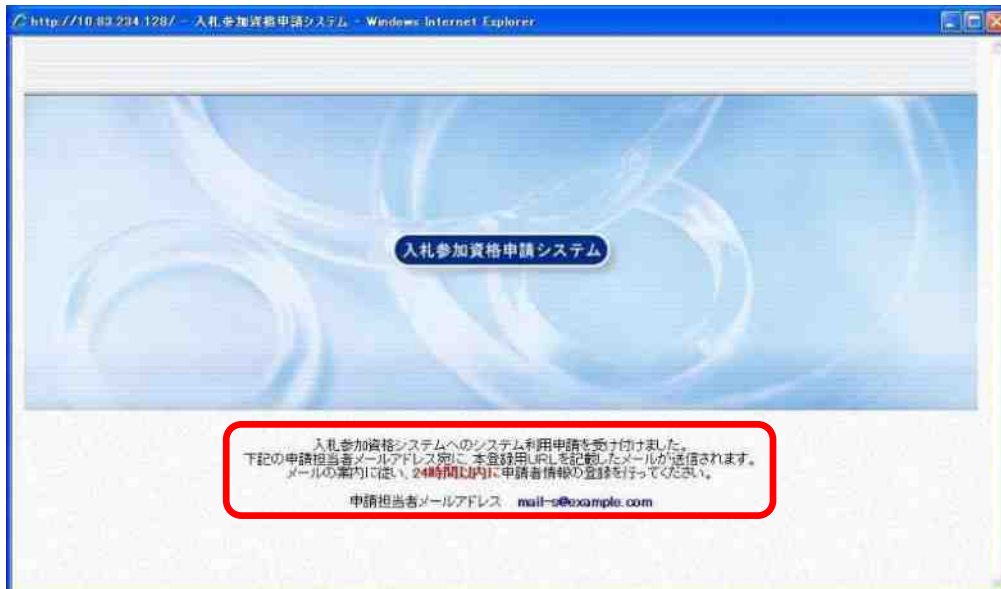 http://10.83.234.128/ - 入札参加資格申請システム - Windows Internet Explorer
入札参加資格申請システム
入札参加資格システムへのシステム利用申請を受け付けました。
下記の申請担当者メールアドレス宛に、本登録用URLを記載したメールが送信されます。
メールの案内に従い、24時間以内に申請者情報の登録を行ってください。
申請担当者メールアドレス mail-s@example.com